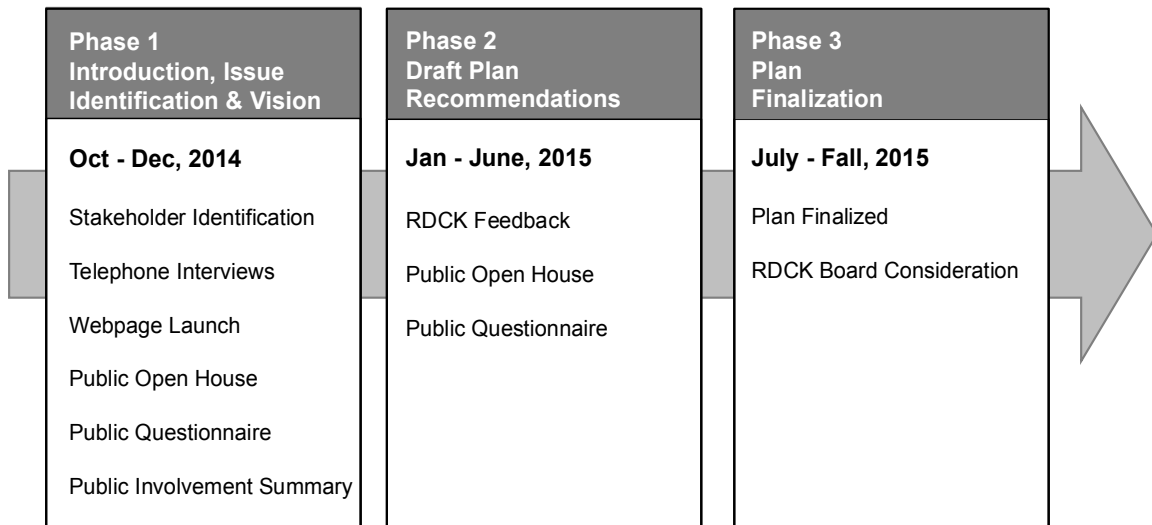 Phase 1
Introduction, Issue
Identification & Vision
Oct - Dec, 2014
Stakeholder Identification
Telephone Interviews
Webpage Launch
Public Open House
Public Questionnaire
Public Involvement Summary
Phase 2
Draft Plan
Recommendations
Jan - June, 2015
RDCK Feedback
Public Open House
Public Questionnaire
Phase 3
Plan
Finalization
July - Fall, 2015
Plan Finalized
RDCK Board Consideration